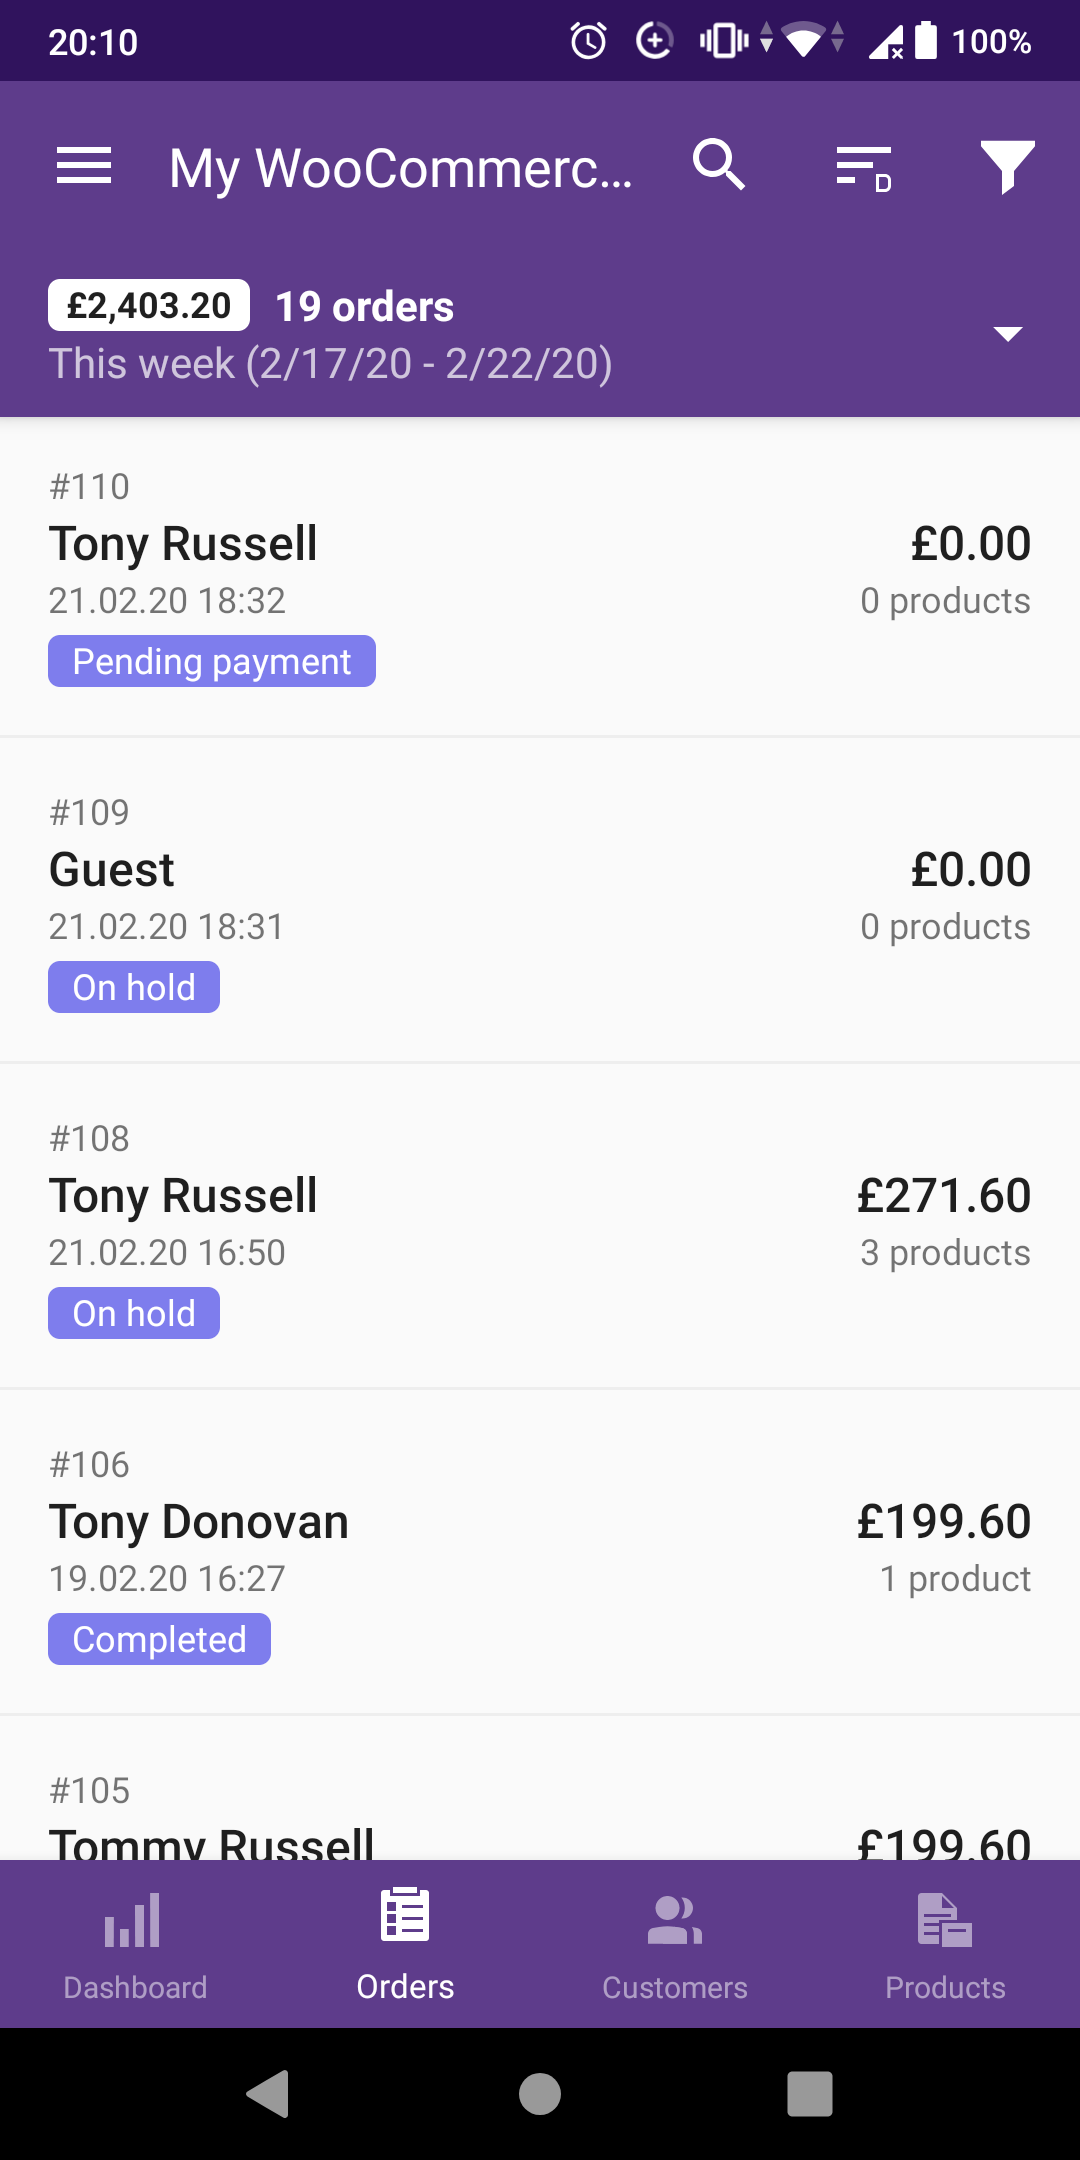 20:10
100%
My WooCommerc...
D
£2,403.20 19 orders
This week (2/17/20 - 2/22/20)
#110
Tony Russell £0.00
21.02.20 18:32 0 products
Pending payment
#109
Guest £0.00
21.02.20 18:31 0 products
On hold
#108
Tony Russell £271.60
21.02.20 16:50 3 products
On hold
#106
Tony Donovan £199.60
19.02.20 16:27 1 product
Completed
#105
Tommy Russell £199.60
Dashboard Orders Customers Products